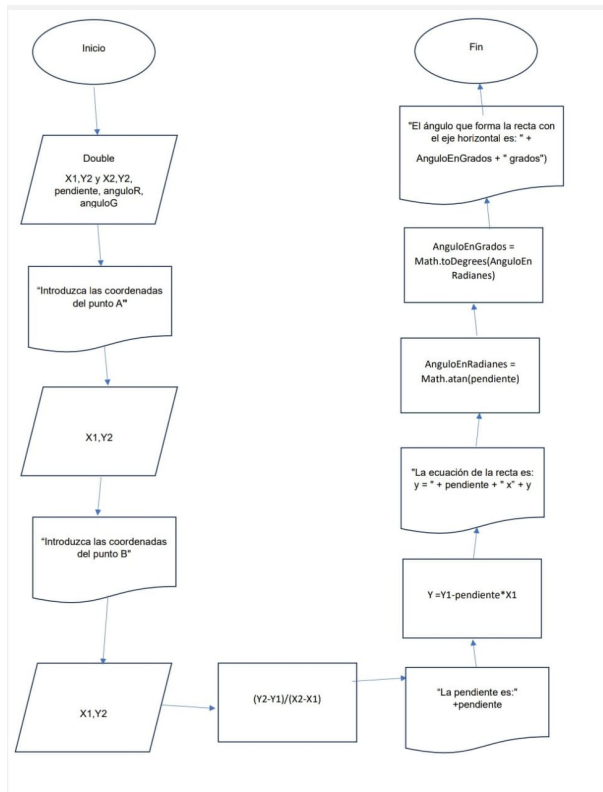 Inicio
Double
X1,Y2 y X2,Y2,
pendiente, anguloR,
anguloG
"Introduzca las coordenadas
del punto A"
X1,Y2
"Introduzca las coordenadas
del punto B"
X1,Y2
(Y2-Y1)/(X2-X1)
"La pendiente es:"
+pendiente
Y =Y1-pendiente*X1
"La ecuación de la recta es:
y = " + pendiente + " x" + y
AnguloEnRadianes =
Math.atan(pendiente)
AnguloEnGrados =
Math.toDegrees(AnguloEn
Radianes)
"El ángulo que forma la recta con
el eje horizontal es: " +
AnguloEnGrados + " grados")
Fin